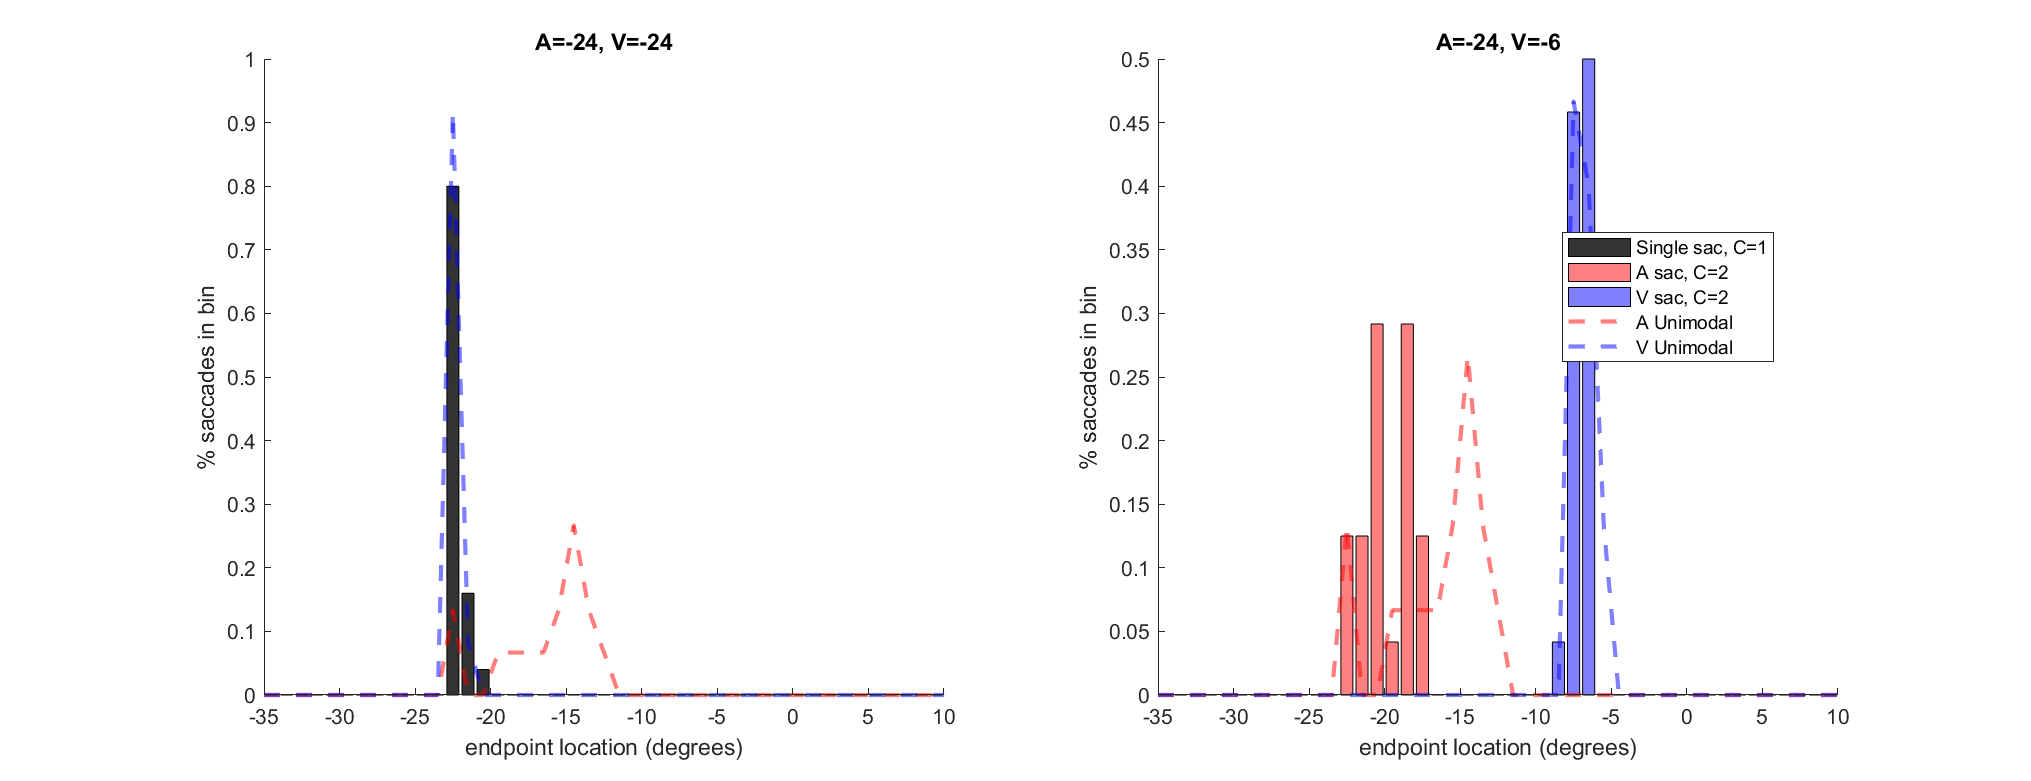 A=-24, V=-24
1
0.9
0.8
0.7
0.6
0.5
0.4
0.3
0.2
0.1
0
% saccades in bin
-35 -30 -25 -20 -15 -10 -5 0 5 10
endpoint location (degrees)
A=-24, V=-6
0.5
0.45
0.4
0.35
0.3
0.25
0.2
0.15
0.1
0.05
0
% saccades in bin
Single sac, C=1
A sac, C=2
V sac, C=2
A Unimodal
V Unimodal
-35 -30 -25 -20 -15 -10 -5 0 5 10
endpoint location (degrees)